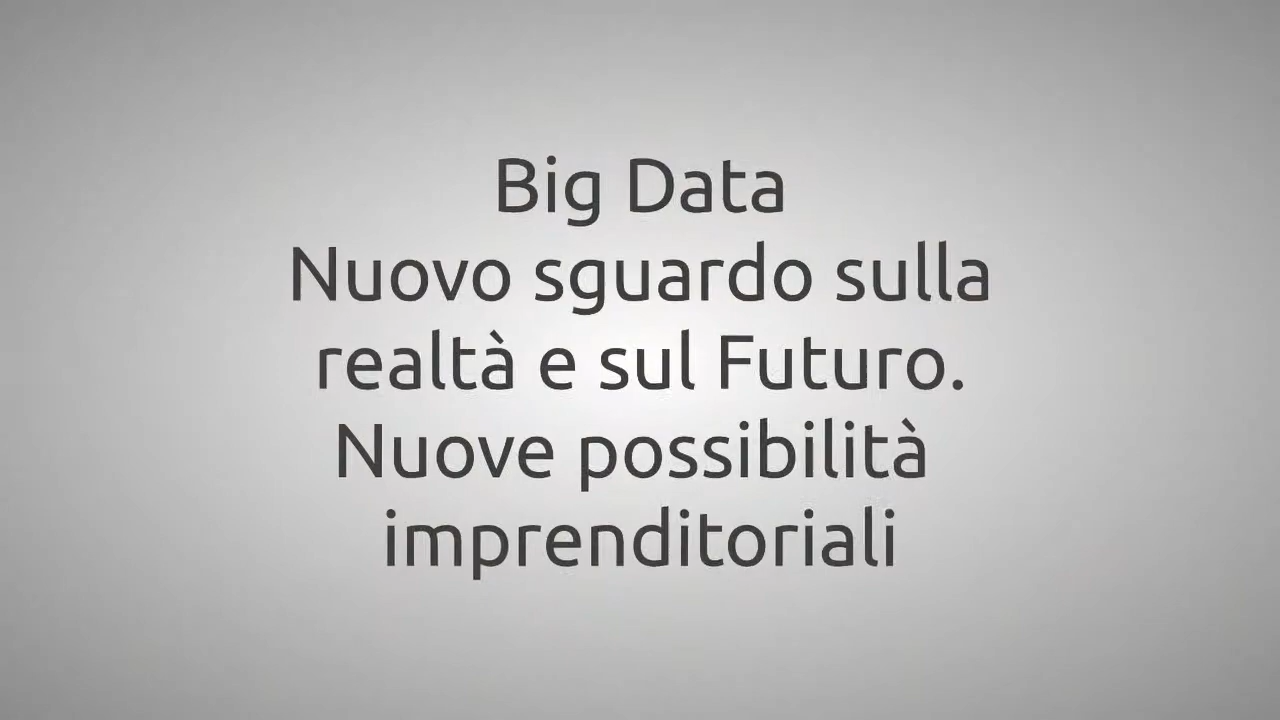 Big Data
Nuovo sguardo sulla
realtà e sul Futuro.
Nuove possibilità
imprenditoriali